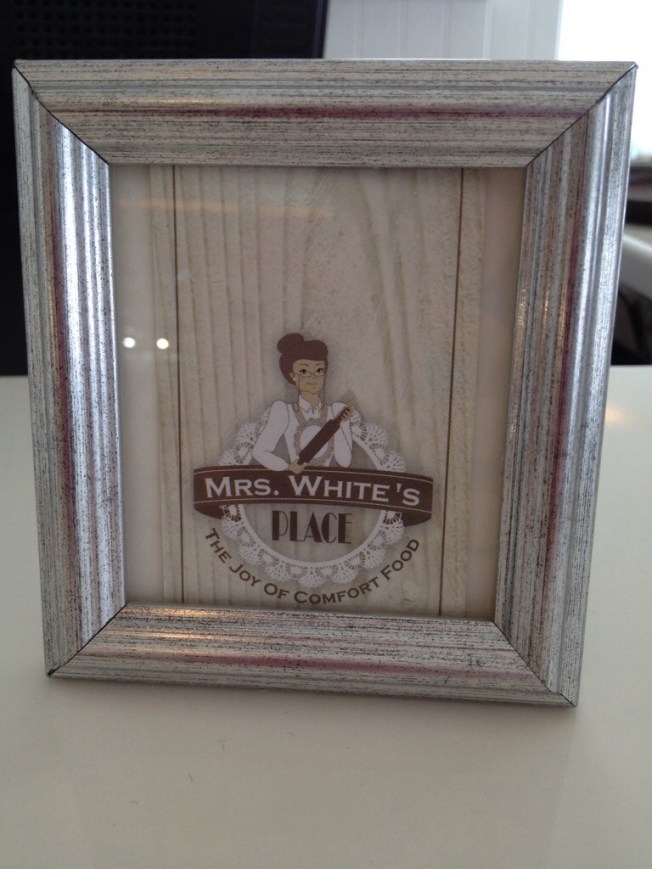 MRS. WHITE'S
PLACE
THE JOY OF COMFORT FOOD